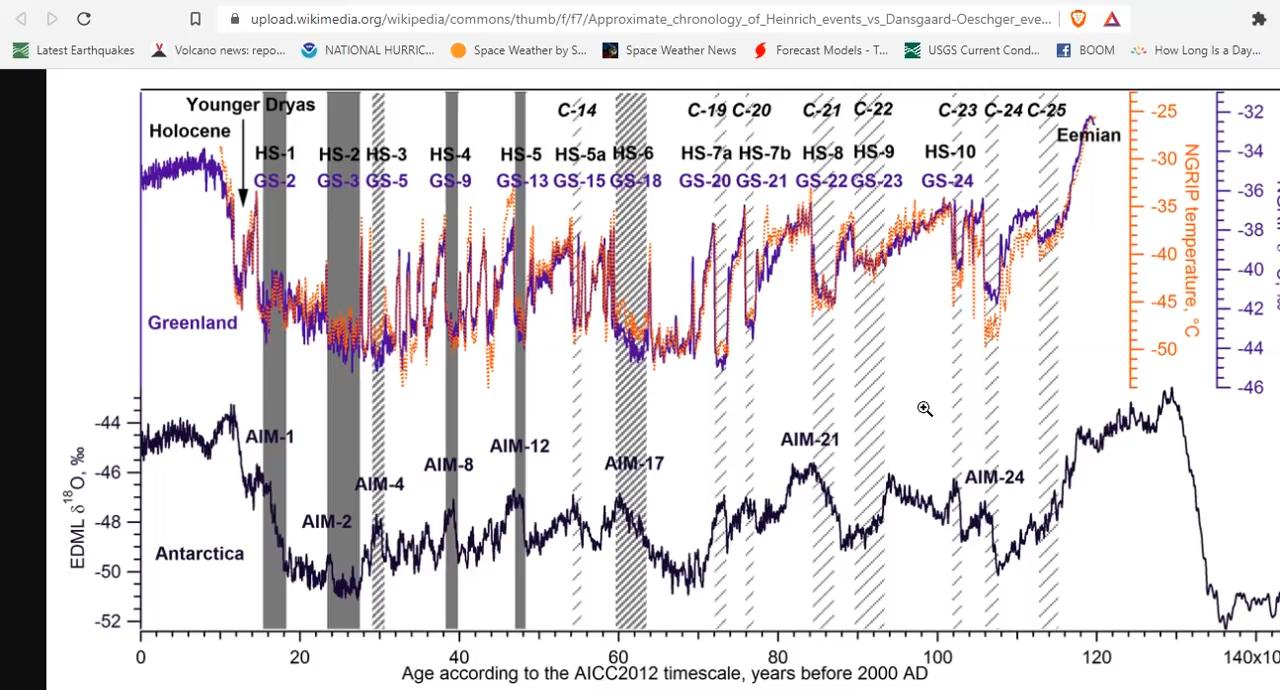 upload.wikimedia.org/wikipedia/commons/thumb/f/f7/Approximate_chronology_of_Heinrich_events_vs_Dansgaard-Oeschger_eve...
Latest Earthquakes Volcano news: repo... NATIONAL HURRIC... Space Weather by S... Space Weather News Forecast Models - T... USGS Current Cond... BOOM How Long Is a Day...
Younger Dryas C-14 C-19 C-20 C-21 C-22 C-23 C-24 C-25
Holocene Eemian
HS-1 HS-2 HS-3 HS-4 HS-5 HS-5a HS-6 HS-7a HS-7b HS-8 HS-9 HS-10
GS-2 GS-3 GS-5 GS-9 GS-13 GS-15 GS-18 GS-20 GS-21 GS-22 GS-23 GS-24
-25
-30
-35
-40
-45
-50
NGRIP temperature, °C
-32
-34
-36
-38
-40
-42
-44
-46
Greenland
-44
-46
-48
-50
-52
EDML δ18O, ‰
AIM-1 AIM-2 AIM-4 AIM-8 AIM-12 AIM-17 AIM-21 AIM-24
Antarctica
0 20 40 60 80 100 120 140x10
Age according to the AICC2012 timescale, years before 2000 AD